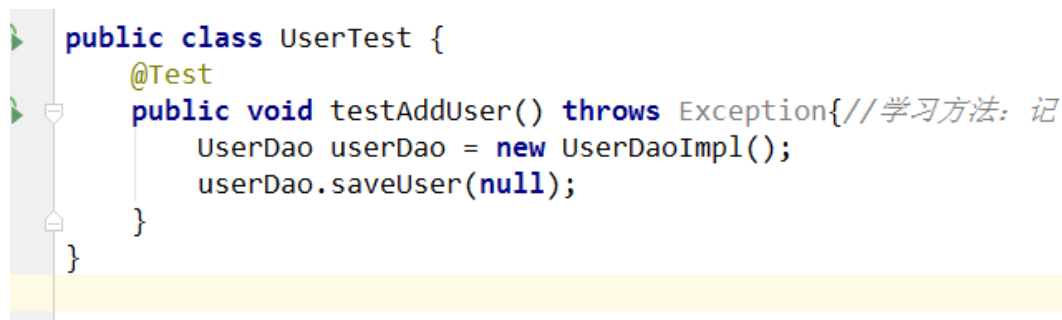 public class UserTest {
@Test
public void testAddUser() throws Exception{//学习方法：记
UserDao userDao = new UserDaoImpl();
userDao.saveUser(null);
}
}